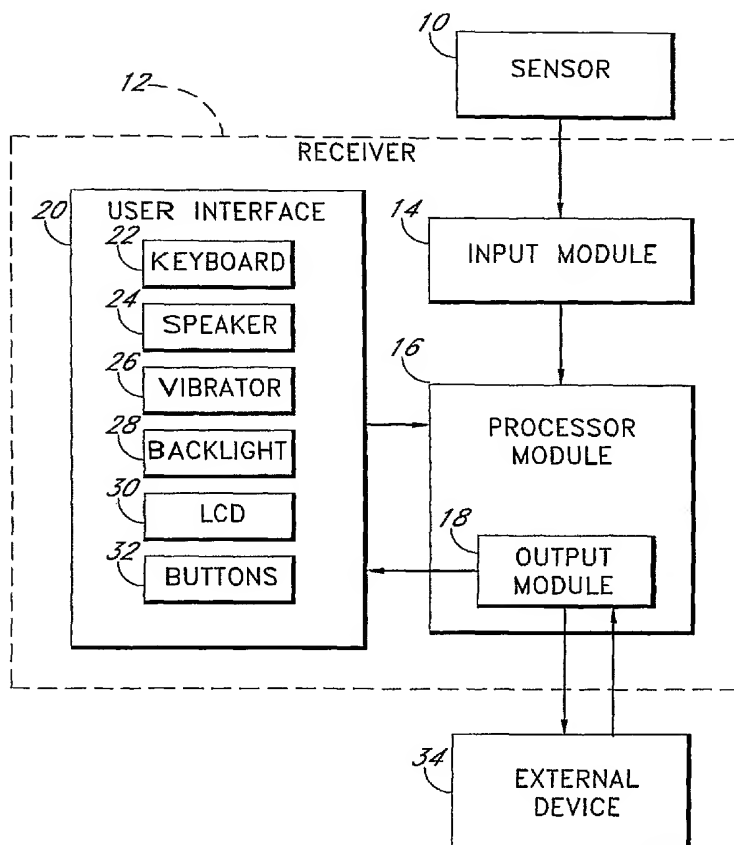 10
SENSOR
12
RECEIVER
20
USER INTERFACE
22
KEYBOARD
24
SPEAKER
26
VIBRATOR
28
BACKLIGHT
30
LCD
32
BUTTONS
14
INPUT MODULE
16
PROCESSOR
MODULE
18
OUTPUT
MODULE
34
EXTERNAL
DEVICE